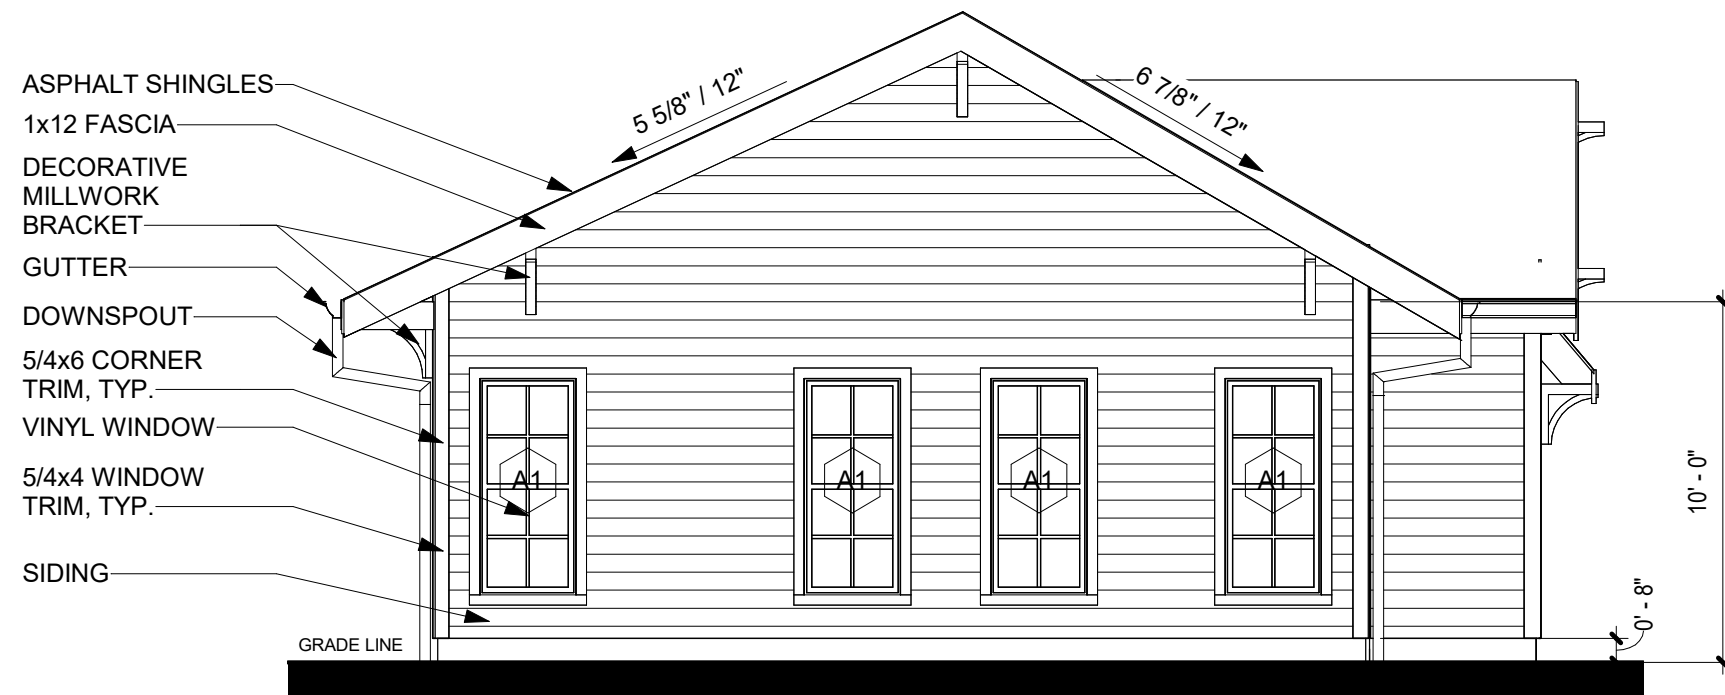 ASPHALT SHINGLES
1x12 FASCIA
DECORATIVE
MILLWORK
BRACKET
GUTTER
DOWNSPOUT
5/4x6 CORNER
TRIM, TYP.
VINYL WINDOW
5/4x4 WINDOW
TRIM, TYP.
SIDING
GRADE LINE
5 5/8" / 12"
6 7/8" / 12"
A1
A1
A1
A1
10' - 0"
0' - 8"